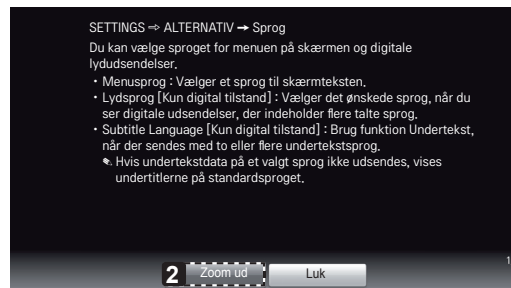 SETTINGS ⇨ ALTERNATIV ➙ Sprog
Du kan vælge sproget for menuen på skærmen og digitale
lydudsendelser.
• Menusprog : Vælger et sprog til skærmteksten.
• Lydsprog [Kun digital tilstand] : Vælger det ønskede sprog, når du
ser digitale udsendelser, der indeholder flere talte sprog.
• Subtitle Language [Kun digital tilstand] : Brug funktion Undertekst,
når der sendes med to eller flere undertekstsprog.
✎ Hvis undertekstdata på et valgt sprog ikke udsendes, vises
undertitlerne på standardsproget.
1
2 Zoom ud Luk